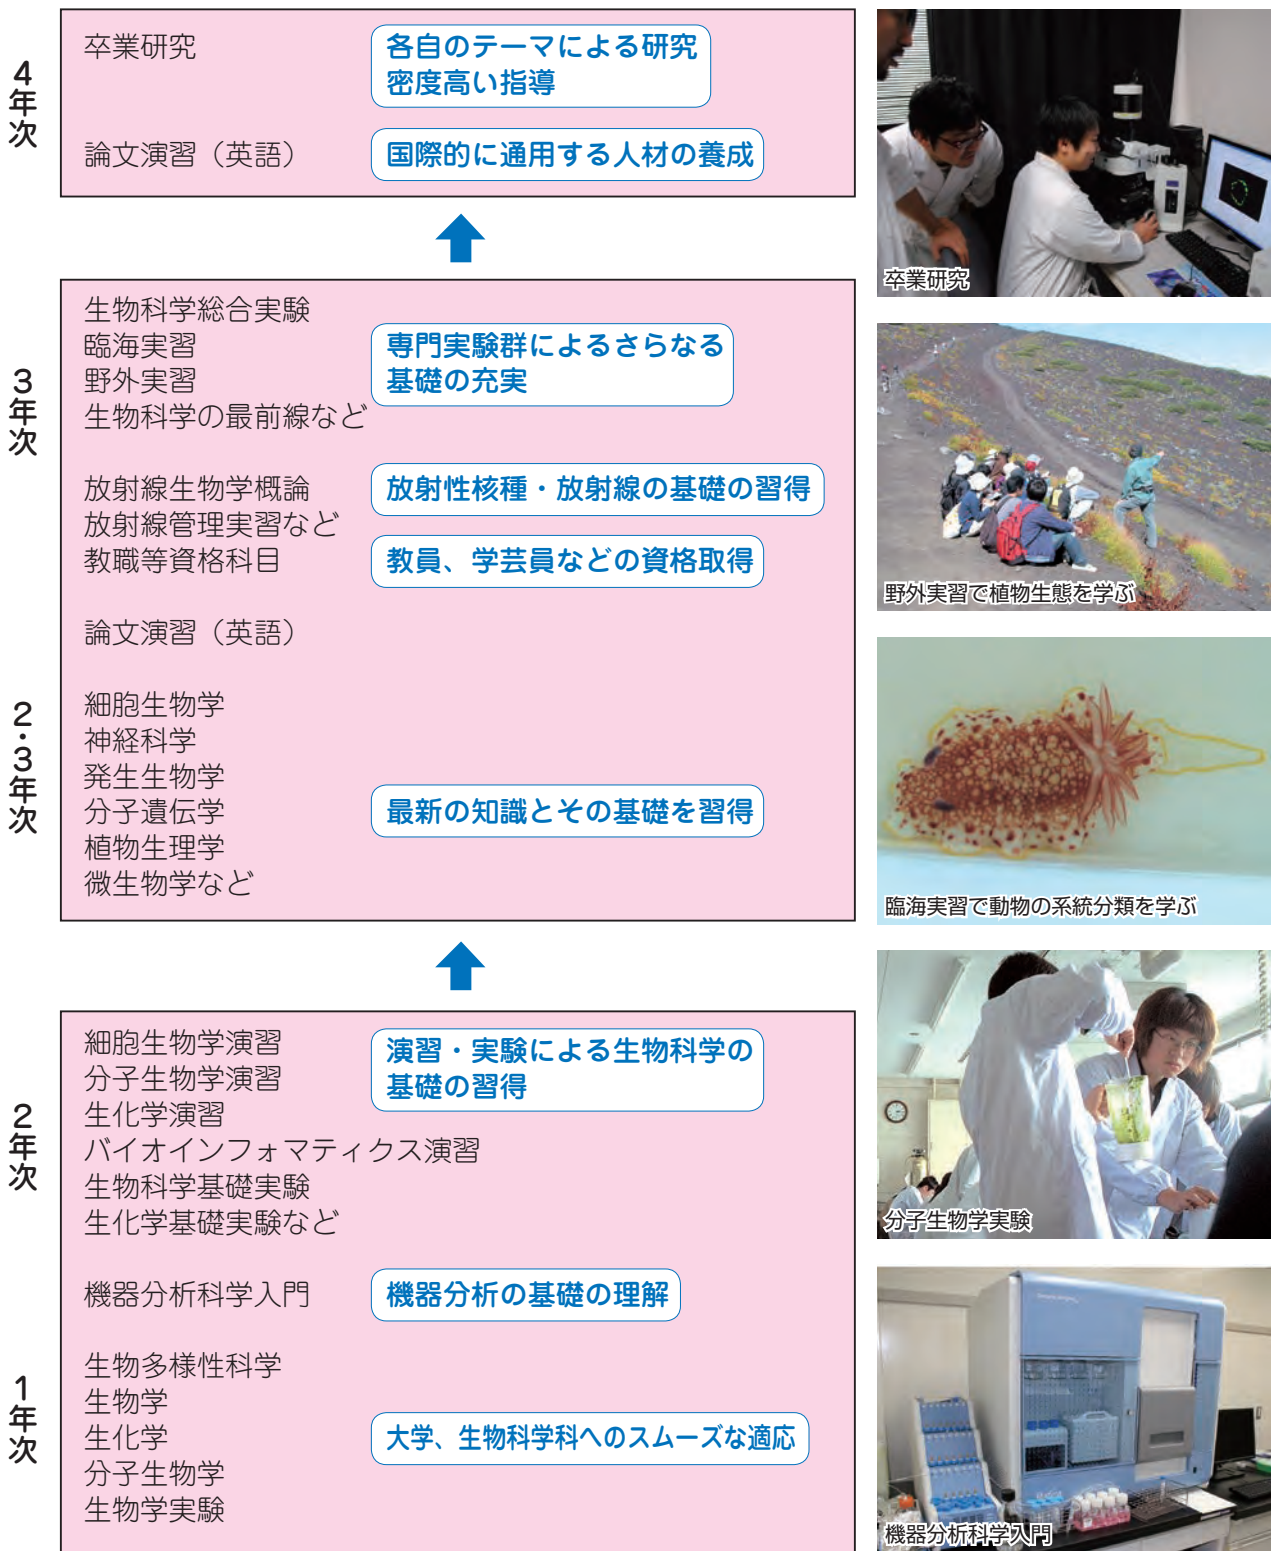 4年次
卒業研究
各自のテーマによる研究
密度高い指導
論文演習（英語）
国際的に通用する人材の養成
卒業研究
3年次
生物科学総合実験
臨海実習
野外実習
生物科学の最前線など
専門実験群によるさらなる
基礎の充実
放射線生物学概論
放射線管理実習など
放射性核種・放射線の基礎の習得
教職等資格科目
教員、学芸員などの資格取得
論文演習（英語）
野外実習で植物生態を学ぶ
2・3年次
細胞生物学
神経科学
発生生物学
分子遺伝学
植物生理学
微生物学など
最新の知識とその基礎を習得
臨海実習で動物の系統分類を学ぶ
2年次
細胞生物学演習
分子生物学演習
生化学演習
バイオインフォマティクス演習
生物科学基礎実験
生化学基礎実験など
演習・実験による生物科学の
基礎の習得
分子生物学実験
機器分析科学入門
機器分析の基礎の理解
1年次
生物多様性科学
生物学
生化学
分子生物学
生物学実験
大学、生物科学科へのスムーズな適応
機器分析科学入門